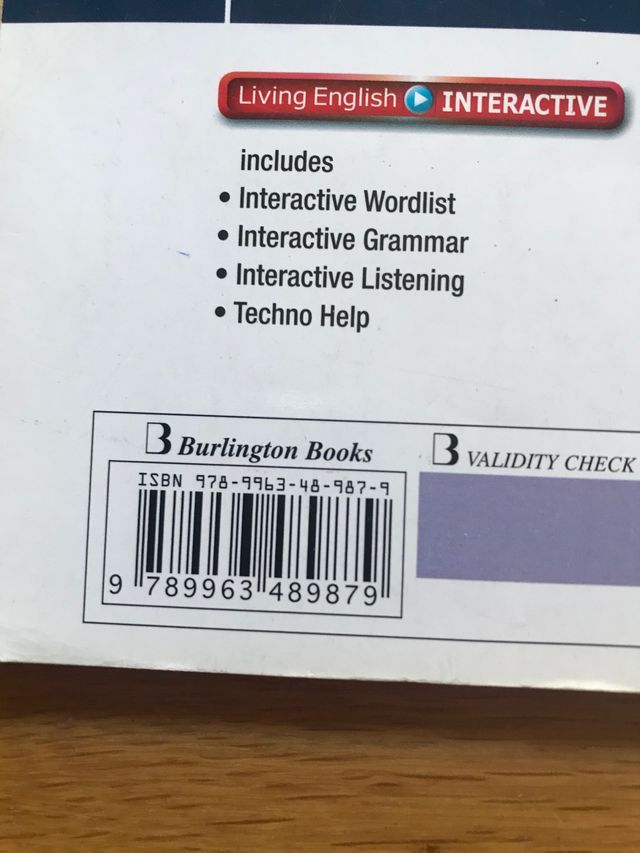 Living English INTERACTIVE
includes
• Interactive Wordlist
• Interactive Grammar
• Interactive Listening
• Techno Help
B Burlington Books
B VALIDITY CHECK
ISBN 978-9963-48-987-9
9 789963 489879